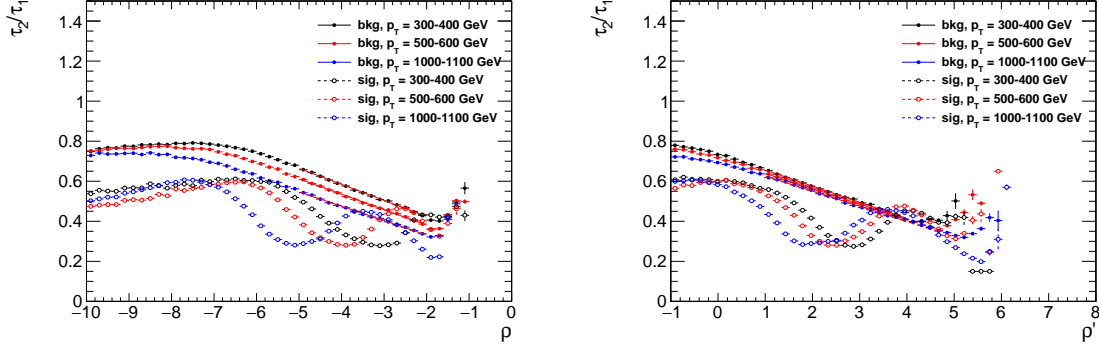 τ2/τ1
1.4
1.2
1
0.8
0.6
0.4
0.2
0
bkg, pT = 300-400 GeV
bkg, pT = 500-600 GeV
bkg, pT = 1000-1100 GeV
sig, pT = 300-400 GeV
sig, pT = 500-600 GeV
sig, pT = 1000-1100 GeV
−10 −9 −8 −7 −6 −5 −4 −3 −2 −1 0
ρ
τ2/τ1
1.4
1.2
1
0.8
0.6
0.4
0.2
0
bkg, pT = 300-400 GeV
bkg, pT = 500-600 GeV
bkg, pT = 1000-1100 GeV
sig, pT = 300-400 GeV
sig, pT = 500-600 GeV
sig, pT = 1000-1100 GeV
−1 0 1 2 3 4 5 6 7 8
ρ'